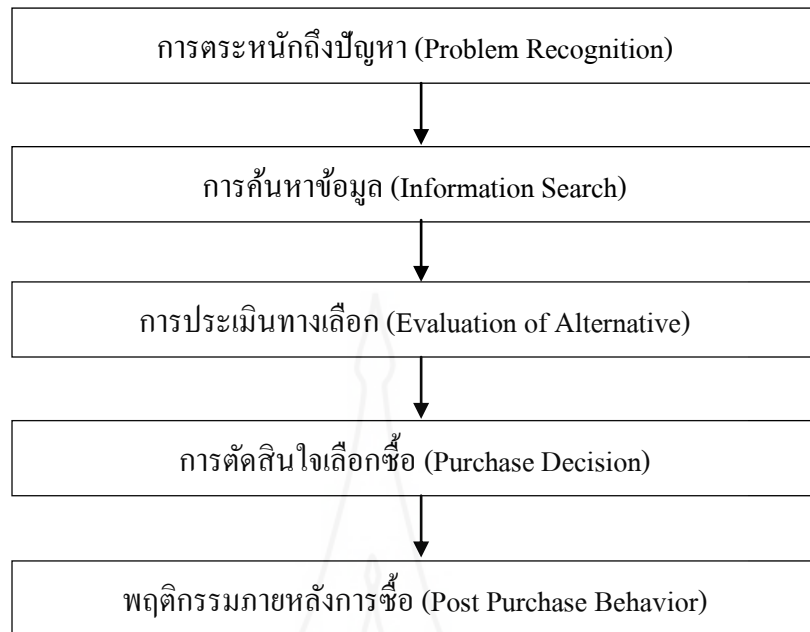 การตระหนักถึงปัญหา (Problem Recognition)
การค้นหาข้อมูล (Information Search)
การประเมินทางเลือก (Evaluation of Alternative)
การตัดสินใจเลือกซื้อ (Purchase Decision)
พฤติกรรมภายหลังการซื้อ (Post Purchase Behavior)